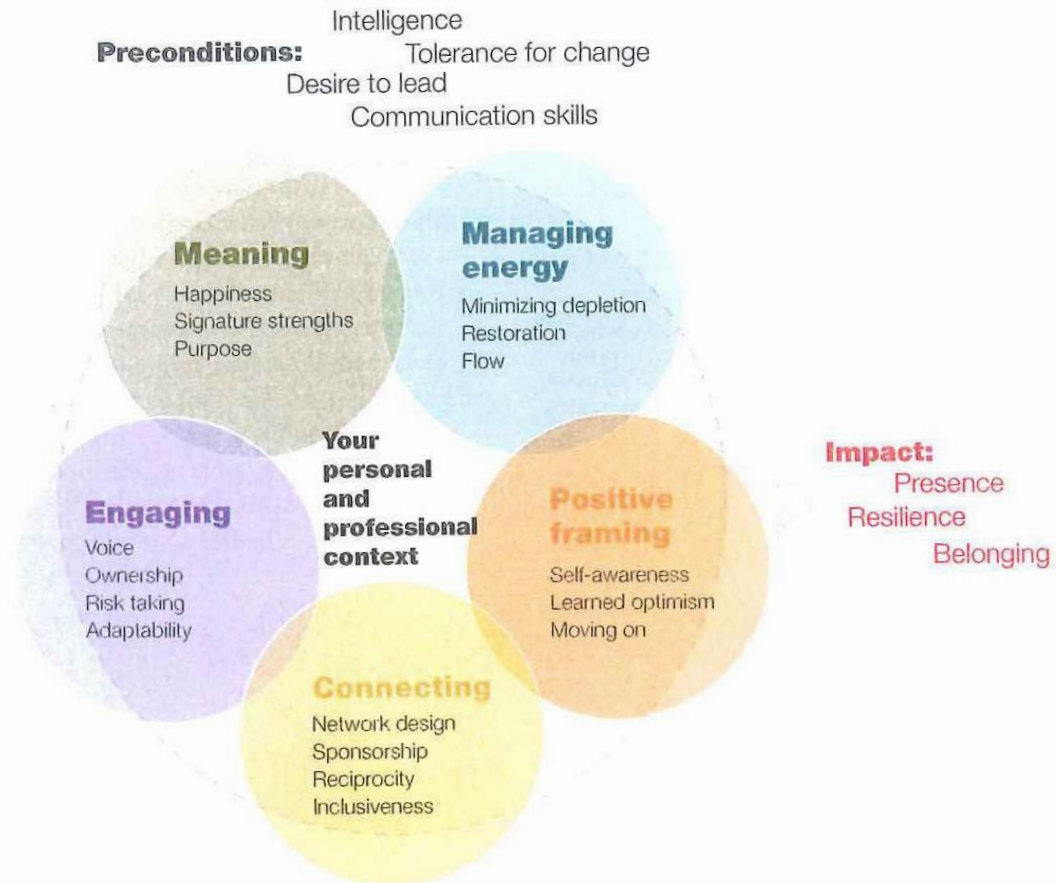 Intelligence
Preconditions:
Tolerance for change
Desire to lead
Communication skills
Meaning
Happiness
Signature strengths
Purpose
Managing
energy
Minimizing depletion
Restoration
Flow
Your
personal
and
professional
context
Engaging
Voice
Ownership
Risk taking
Adaptability
Positive
framing
Self-awareness
Learned optimism
Moving on
Connecting
Network design
Sponsorship
Reciprocity
Inclusiveness
Impact:
Presence
Resilience
Belonging